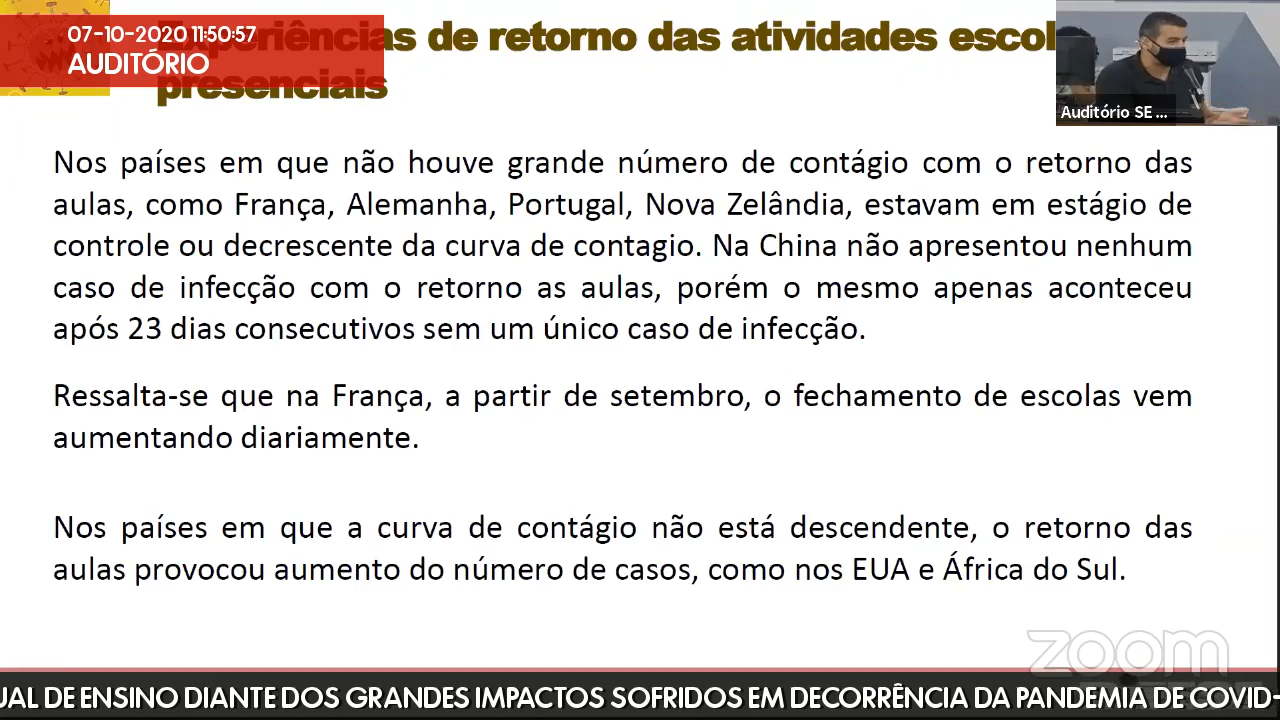 07-10-2020 11:50:57
AUDITÓRIO
Experiências de retorno das atividades escol
presenciais
Auditório SE ...
Nos países em que não houve grande número de contágio com o retorno das
aulas, como França, Alemanha, Portugal, Nova Zelândia, estavam em estágio de
controle ou decrescente da curva de contagio. Na China não apresentou nenhum
caso de infecção com o retorno as aulas, porém o mesmo apenas aconteceu
após 23 dias consecutivos sem um único caso de infecção.
Ressalta-se que na França, a partir de setembro, o fechamento de escolas vem
aumentando diariamente.
Nos países em que a curva de contágio não está descendente, o retorno das
aulas provocou aumento do número de casos, como nos EUA e África do Sul.
zoom
UAL DE ENSINO DIANTE DOS GRANDES IMPACTOS SOFRIDOS EM DECORRÊNCIA DA PANDEMIA DE COVID-